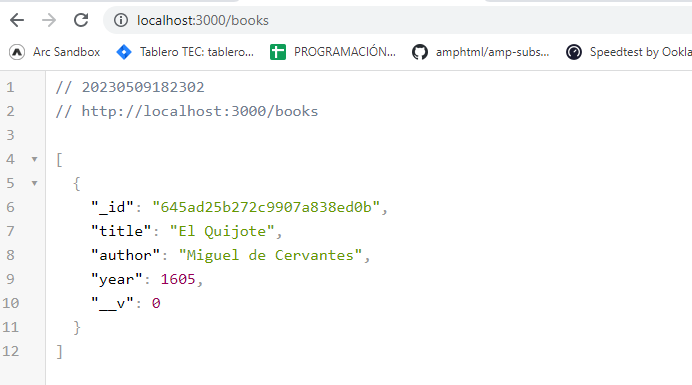 localhost:3000/books
Arc Sandbox Tablero TEC: tablero... PROGRAMACIÓN... amphtml/amp-subs... Speedtest by Ookla
1 // 20230509182302
2 // http://localhost:3000/books
3
4 [
5 {
6 "_id": "645ad25b272c9907a838ed0b",
7 "title": "El Quijote",
8 "author": "Miguel de Cervantes",
9 "year": 1605,
10 "__v": 0
11 }
12 ]